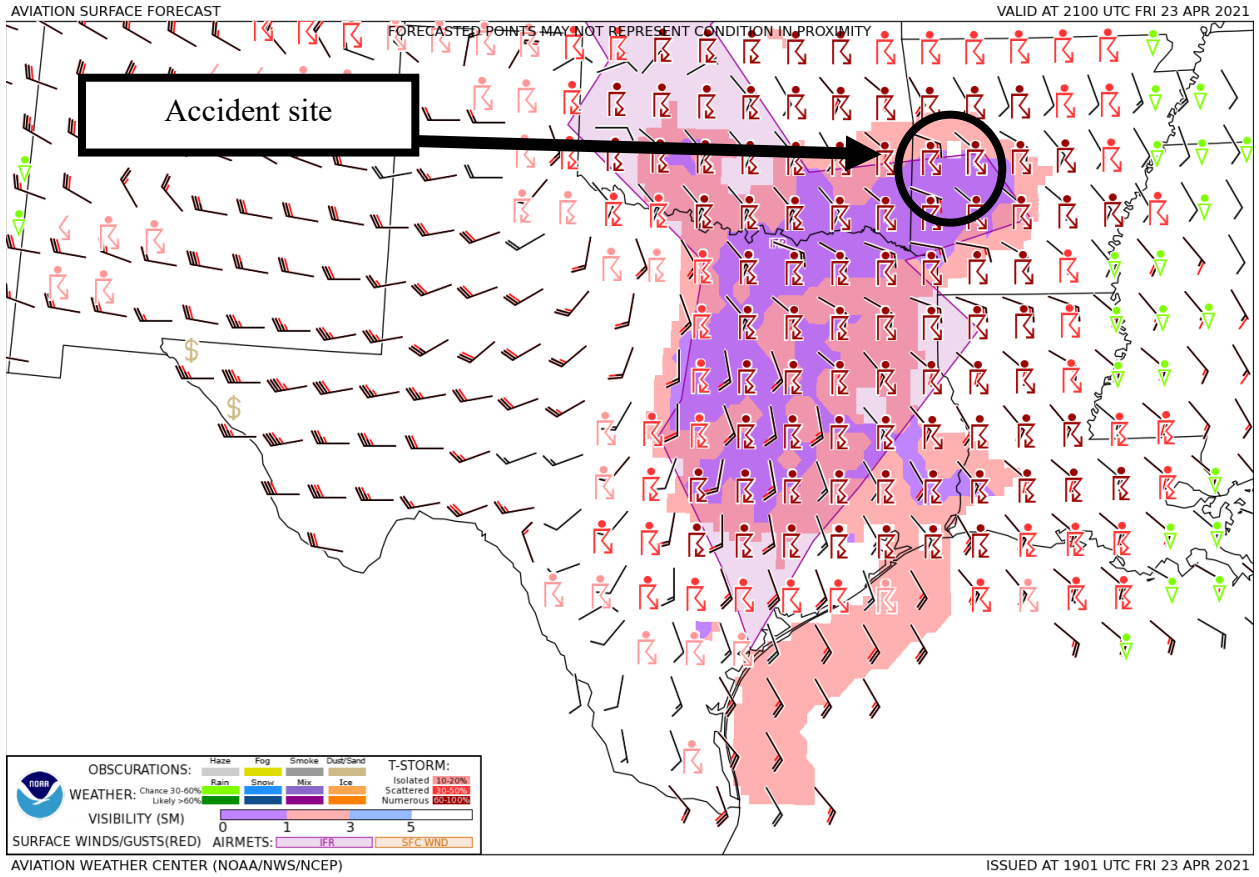 AVIATION SURFACE FORECAST
VALID AT 2100 UTC FRI 23 APR 2021
FORECASTED POINTS MAY NOT REPRESENT CONDITION IN PROXIMITY
Accident site
IFR
NOAA
OBSCURATIONS: Haze Fog Smoke Dust/Sand
WEATHER: Rain Snow Mix Ice
Chance 30-60%
Likely >60%
T-STORM:
Isolated 10-20%
Scattered 30-50%
Numerous 60-100%
VISIBILITY (SM) 0 1 3 5
SURFACE WINDS/GUSTS(RED) AIRMETS: IFR SFC WND
AVIATION WEATHER CENTER (NOAA/NWS/NCEP)
ISSUED AT 1901 UTC FRI 23 APR 2021